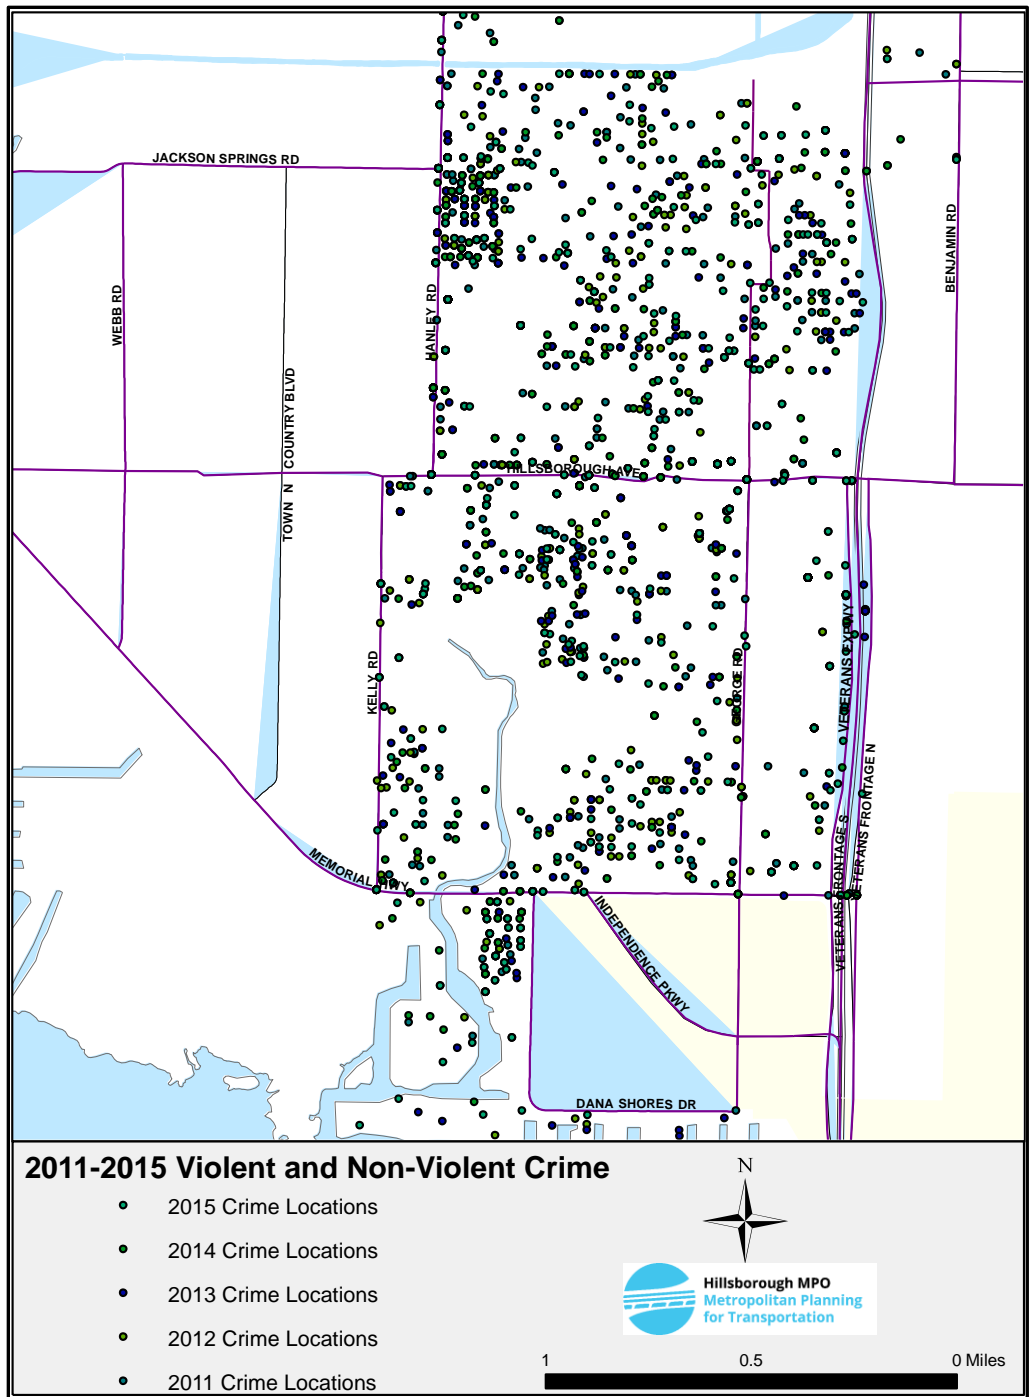 JACKSON SPRINGS RD
WEBB RD
TOWN N COUNTRY BLVD
HANLEY RD
BENJAMIN RD
HILLSBOROUGH AVE
KELLY RD
GEORGE RD
VETERANS EXPWY
VETERANS FRONTAGE N
VETERANS FRONTAGE S
MEMORIAL HWY
INDEPENDENCE PKWY
DANA SHORES DR
2011-2015 Violent and Non-Violent Crime
2015 Crime Locations
2014 Crime Locations
2013 Crime Locations
2012 Crime Locations
2011 Crime Locations
N
Hillsborough MPO
Metropolitan Planning
for Transportation
1 0.5 0 Miles